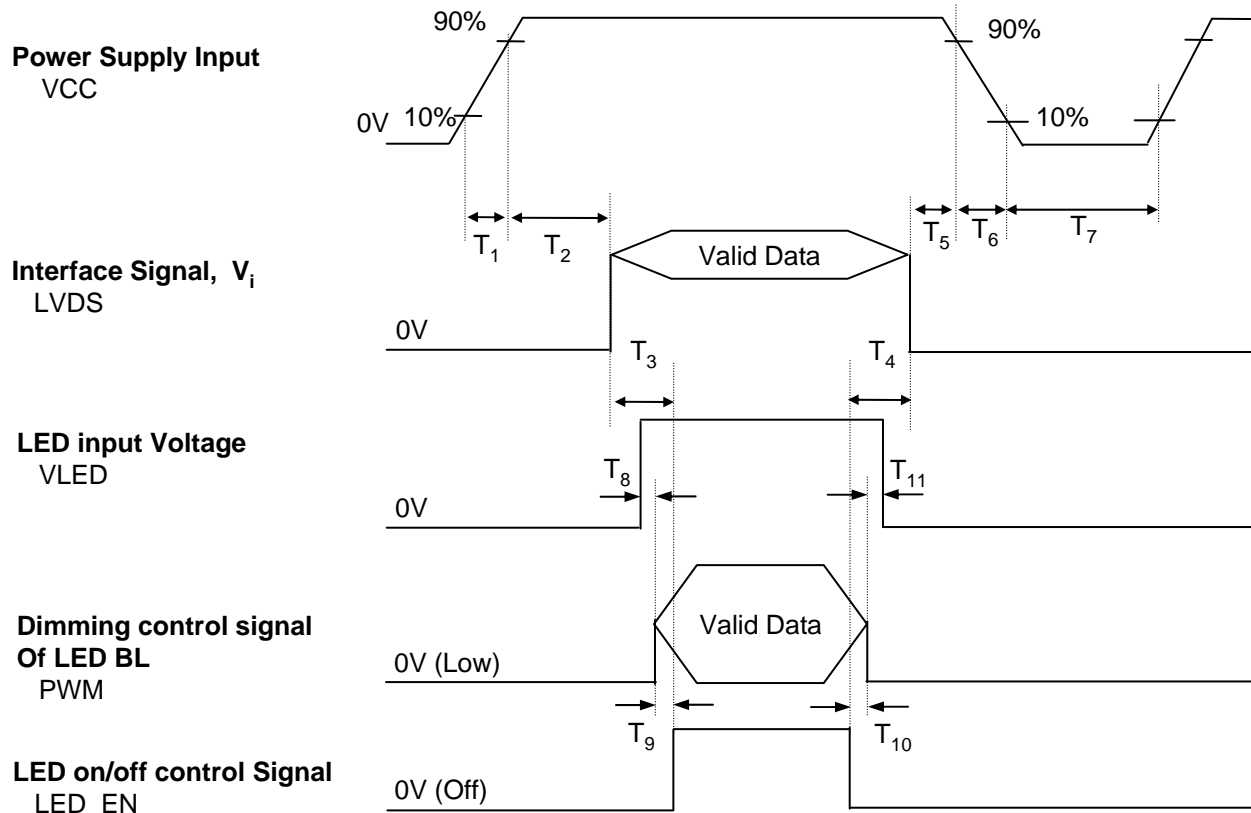 90%
90%
Power Supply Input
VCC
0V
10%
10%
T1
T2
T5
T6
T7
Interface Signal, Vi
LVDS
Valid Data
0V
T3
T4
LED input Voltage
VLED
T8
T11
0V
Dimming control signal
Of LED BL
PWM
Valid Data
0V (Low)
T9
T10
LED on/off control Signal
LED_EN
0V (Off)